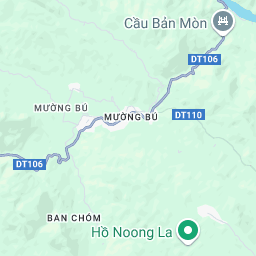 Cầu Bản Mòn
DT106
MƯỜNG BÚ
MƯỜNG BÚ
DT110
DT106
BAN CHÓM
Hồ Noong La